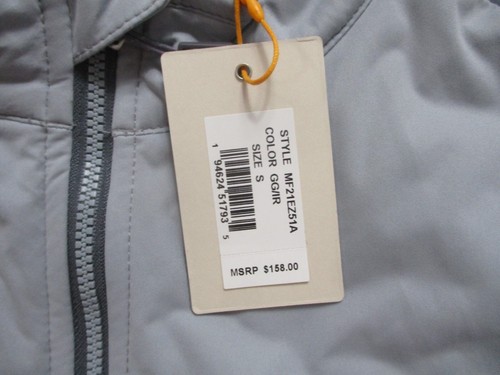 STYLE MF21EZ51A
COLOR GG/IR
SIZE S
1 94624 51793 5
MSRP $158.00